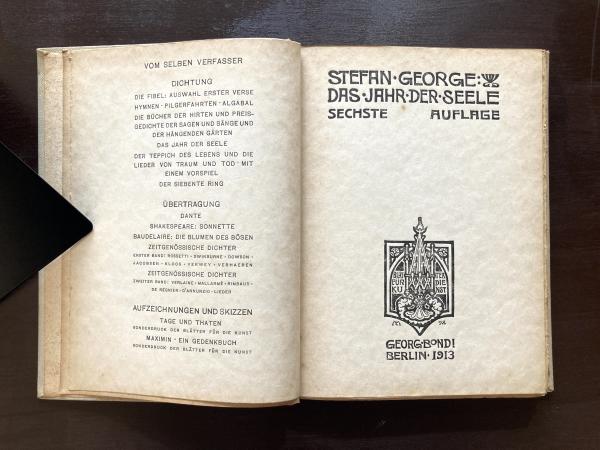 VOM SELBEN VERFASSER
DICHTUNG
DIE FIBEL: AUSWAHL ERSTER VERSE
HYMNEN · PILGERFAHRTEN · ALGABAL
DIE BÜCHER DER HIRTEN UND PREIS-
GEDICHTE DER SAGEN UND SÄNGE UND
DER HÄNGENDEN GÄRTEN
DAS JAHR DER SEELE
DER TEPPICH DES LEBENS UND DIE
LIEDER VON TRAUM UND TOD · MIT
EINEM VORSPIEL
DER SIEBENTE RING
ÜBERTRAGUNG
DANTE
SHAKESPEARE: SONNETTE
BAUDELAIRE: DIE BLUMEN DES BÖSEN
ZEITGENÖSSISCHE DICHTER
ERSTER BAND: ROSSETTI · SWINBURNE · DOWSON ·
JACOBSEN · KLOOS · VERWEY · VERHAEREN
ZEITGENÖSSISCHE DICHTER
ZWEITER BAND: VERLAINE · MALLARMÉ · RIMBAUD ·
DE REGNIER · D'ANNUNZIO · LIEDER
AUFZEICHNUNGEN UND SKIZZEN
TAGE UND THATEN
SONDERDRUCK DER BLÄTTER FÜR DIE KUNST
MAXIMIN · EIN GEDENKBUCH
SONDERDRUCK DER BLÄTTER FÜR DIE KUNST
STEFAN · GEORGE:
DAS · JAHR · DER · SEELE
SECHSTE AUFLAGE
BLÄTTER
FUR DIE
KUNST
GEORG · BONDI
BERLIN · 1913